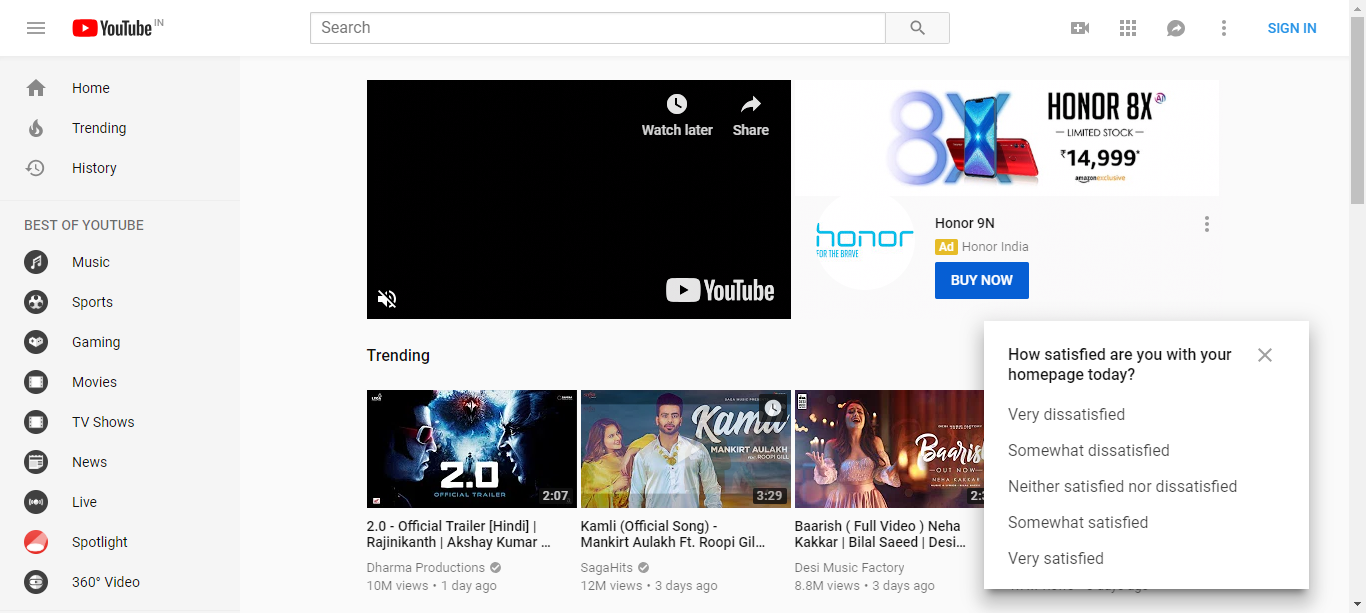 YouTube IN
Search
SIGN IN
Home
Trending
History
BEST OF YOUTUBE
Music
Sports
Gaming
Movies
TV Shows
News
Live
Spotlight
360° Video
Watch later
Share
YouTube
8X
HONOR 8X
LIMITED STOCK
₹14,999*
amazon exclusive
honor
FOR THE BRAVE
Honor 9N
Ad Honor India
BUY NOW
Trending
2.0
OFFICIAL TRAILER
2:07
2.0 - Official Trailer [Hindi] |
Rajinikanth | Akshay Kumar ...
Dharma Productions
10M views • 1 day ago
Kamli
MANKIRT AULAKH
FEAT. ROOPI GILL
3:29
Kamli (Official Song) -
Mankirt Aulakh Ft. Roopi Gil...
SagaHits
12M views • 3 days ago
Baarish
OUT NOW
NEHA KAKKAR
Baarish ( Full Video ) Neha
Kakkar | Bilal Saeed | Desi...
Desi Music Factory
8.8M views • 3 days ago
How satisfied are you with your
homepage today?
Very dissatisfied
Somewhat dissatisfied
Neither satisfied nor dissatisfied
Somewhat satisfied
Very satisfied